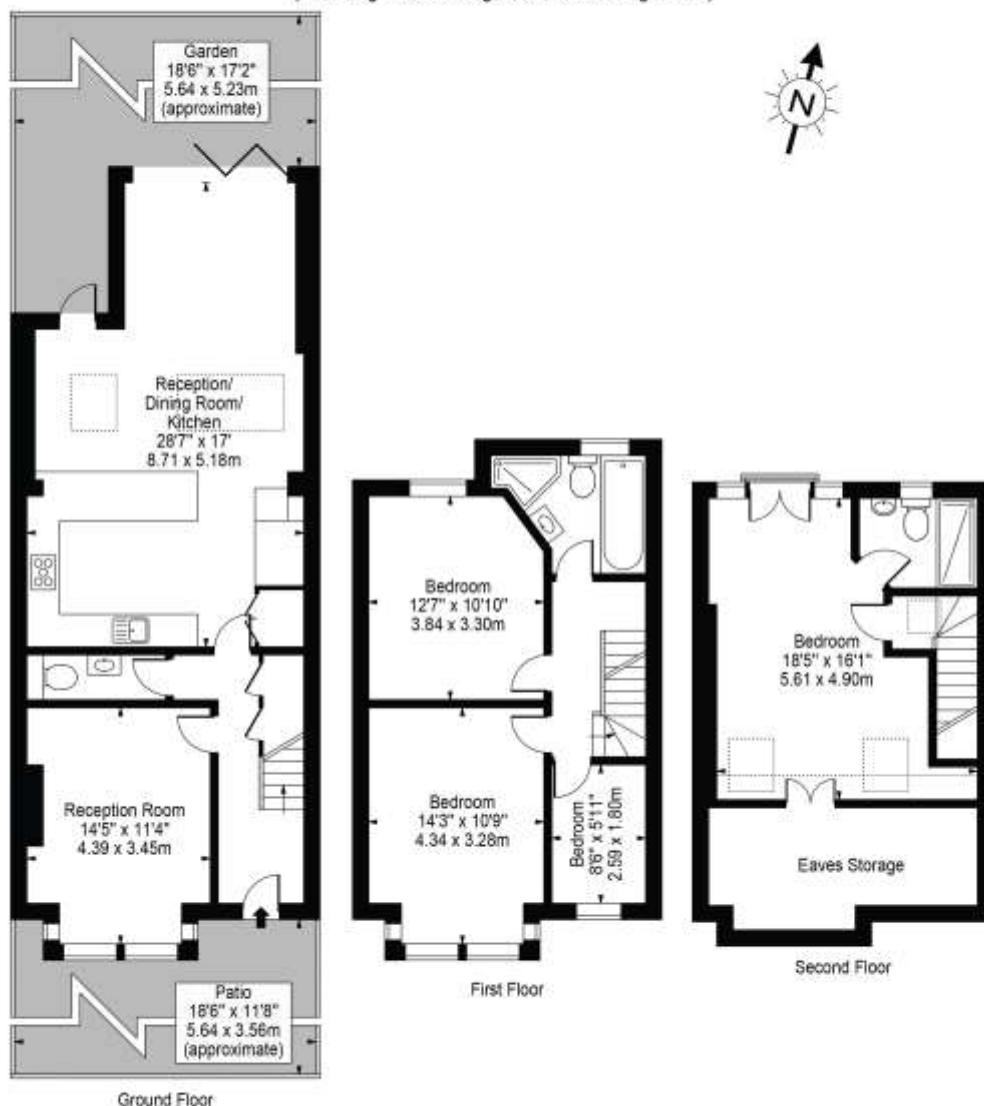 Garden
18'6" x 17'2"
5.64 x 5.23m
(approximate)
N
Reception/
Dining Room/
Kitchen
28'7" x 17'
8.71 x 5.18m
Reception Room
14'5" x 11'4"
4.39 x 3.45m
Patio
18'6" x 11'8"
5.64 x 3.56m
(approximate)
Ground Floor
Bedroom
12'7" x 10'10"
3.84 x 3.30m
Bedroom
14'3" x 10'9"
4.34 x 3.28m
Bedroom
8'6" x 5'11"
2.59 x 1.80m
First Floor
Bedroom
18'5" x 16'1"
5.61 x 4.90m
Eaves Storage
Second Floor